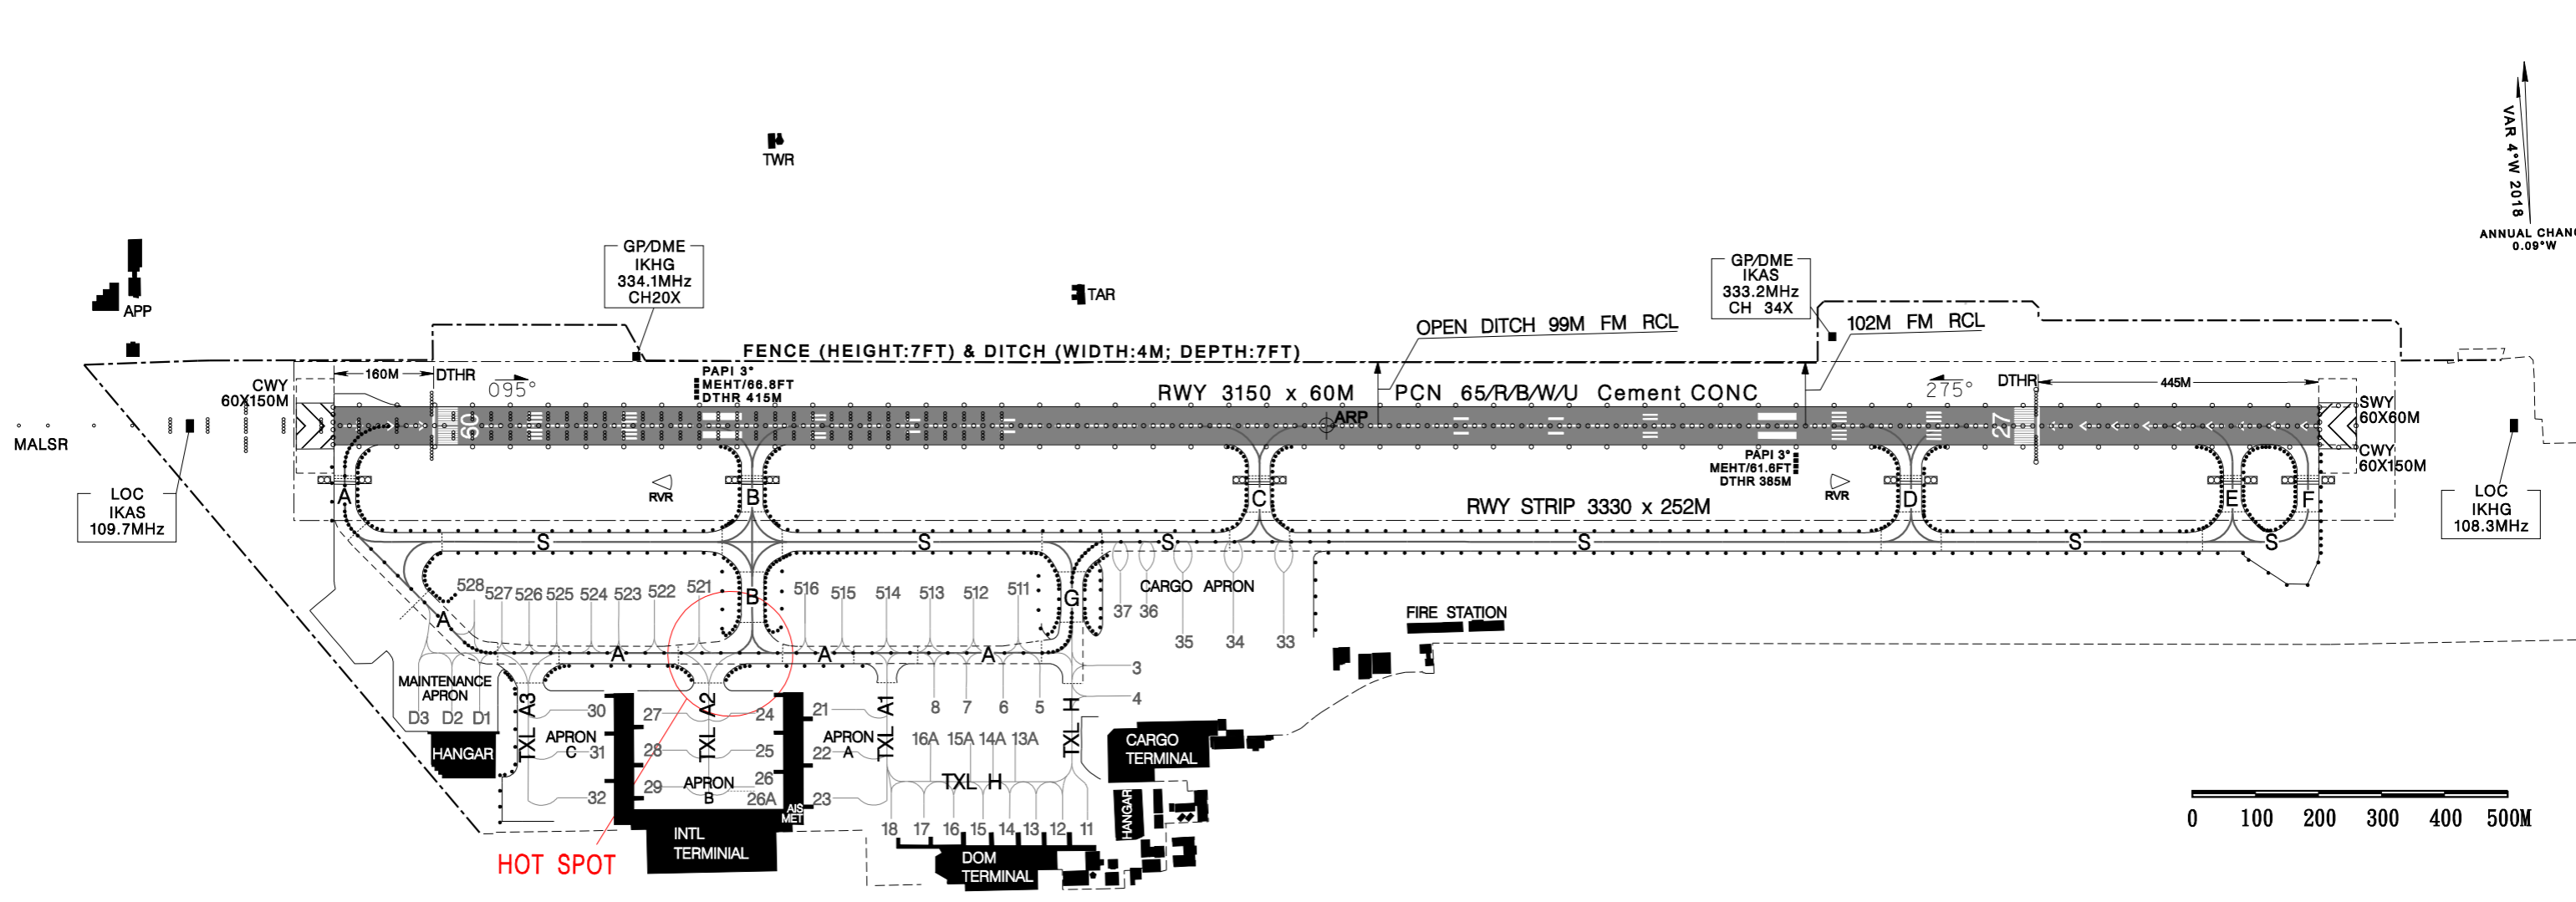 VAR 4°W 2018
ANNUAL CHANG
0.09°W
TWR
APP
GP/DME
IKHG
334.1MHz
CH20X
TAR
GP/DME
IKAS
333.2MHz
CH 34X
OPEN DITCH 99M FM RCL
102M FM RCL
FENCE (HEIGHT:7FT) & DITCH (WIDTH:4M; DEPTH:7FT)
160M
DTHR
095°
PAPI 3°
MEHT/66.8FT
DTHR 415M
RWY 3150 x 60M PCN 65/R/B/W/U Cement CONC
275°
DTHR
445M
CWY
60X150M
SWY
60X60M
CWY
60X150M
MALSR
09
ARP
27
PAPI 3°
MEHT/61.6FT
DTHR 385M
LOC
IKAS
109.7MHz
LOC
IKHG
108.3MHz
RVR
RVR
A
B
C
D
E
F
RWY STRIP 3330 x 252M
S
S
S
S
S
S
528
527
526
525
524
523
522
521
B
516
515
514
513
512
511
G
37
36
35
34
33
CARGO APRON
FIRE STATION
A
A
A
A
3
4
MAINTENANCE
APRON
D3
D2
D1
HANGAR
TXL A3
APRON
C
30
31
32
27
28
29
TXL A2
APRON
B
24
25
26
26A
AIS
MET
21
22
23
APRON
A
TXL A1
8
7
6
5
TXL H
16A
15A
14A
13A
TXL H
18
17
16
15
14
13
12
11
CARGO
TERMINAL
HANGAR
INTL
TERMINIAL
DOM
TERMINAL
HOT SPOT
0 100 200 300 400 500M